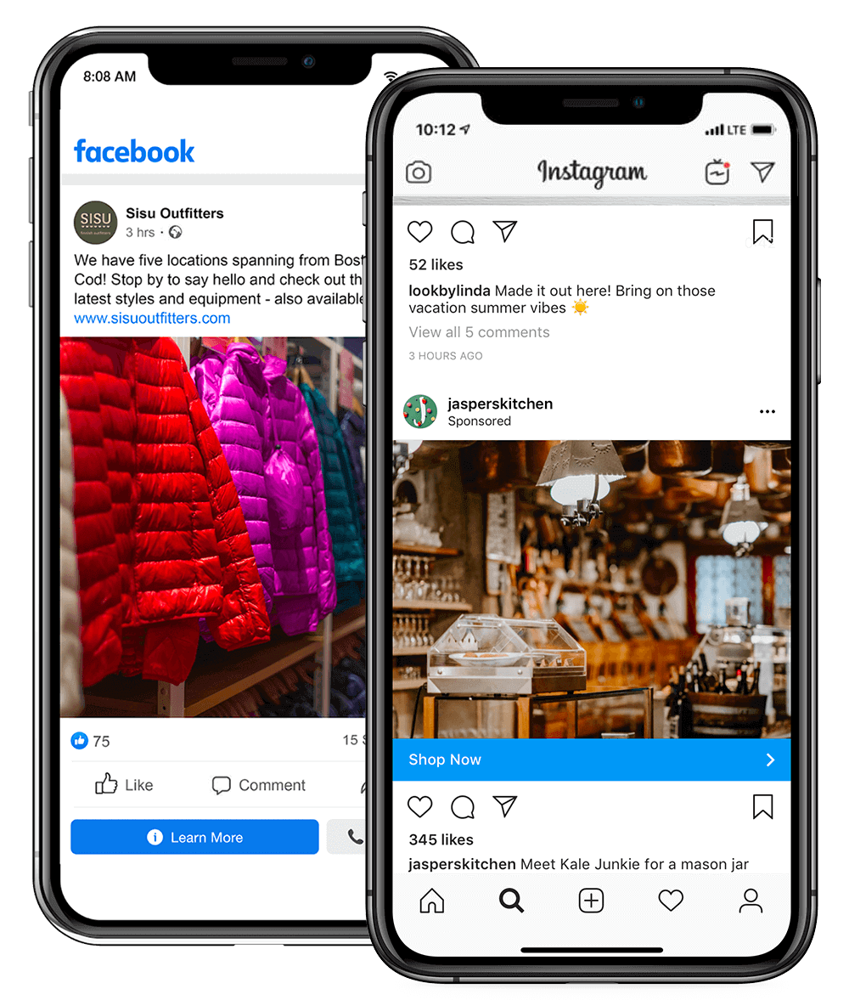 8:08 AM
facebook
SISU
Sisu Outfitters
3 hrs ·
We have five locations spanning from Bost
Cod! Stop by to say hello and check out th
latest styles and equipment - also available
www.sisuoutfitters.com
75
15
Like
Comment
Learn More
10:12
LTE
Instagram
52 likes
lookbylinda Made it out here! Bring on those
vacation summer vibes ☀️
View all 5 comments
3 HOURS AGO
J
jasperskitchen
Sponsored
Shop Now
345 likes
jasperskitchen Meet Kale Junkie for a mason jar